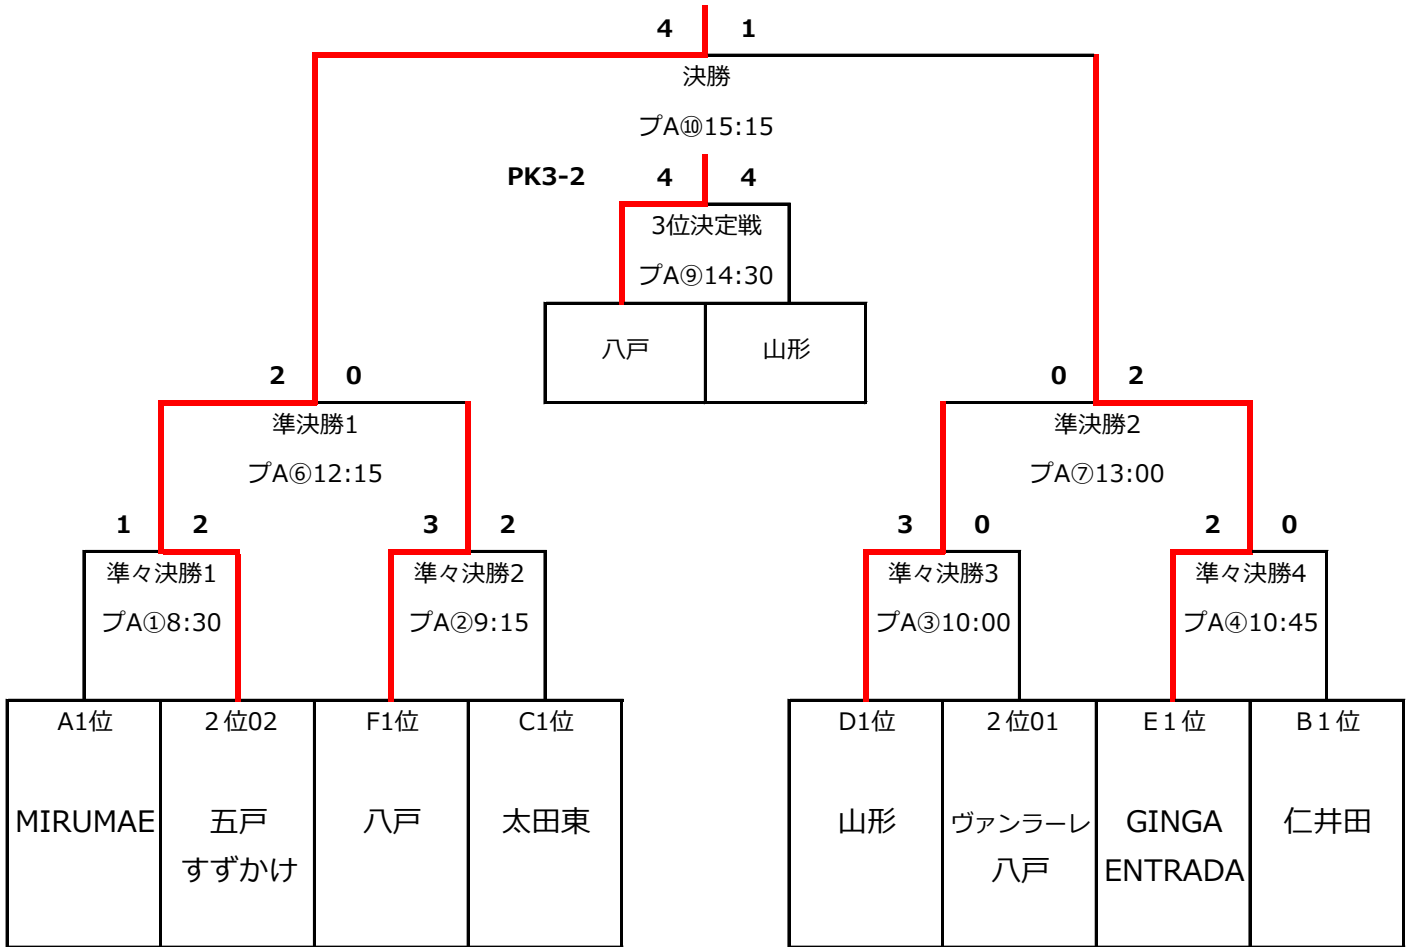 4 1
決勝
プA⑩15:15
PK3-2 4 4
3位決定戦
プA⑨14:30
八戸 山形
2 0 0 2
準決勝1 準決勝2
プA⑥12:15 プA⑦13:00
1 2 3 2 3 0 2 0
準々決勝1 準々決勝2 準々決勝3 準々決勝4
プA①8:30 プA②9:15 プA③10:00 プA④10:45
A1位 ２位02 F1位 C1位 D1位 ２位01 E１位 B１位
MIRUMAE 五戸 八戸 太田東 山形 ヴァンラーレ GINGA 仁井田
すずかけ 八戸 ENTRADA